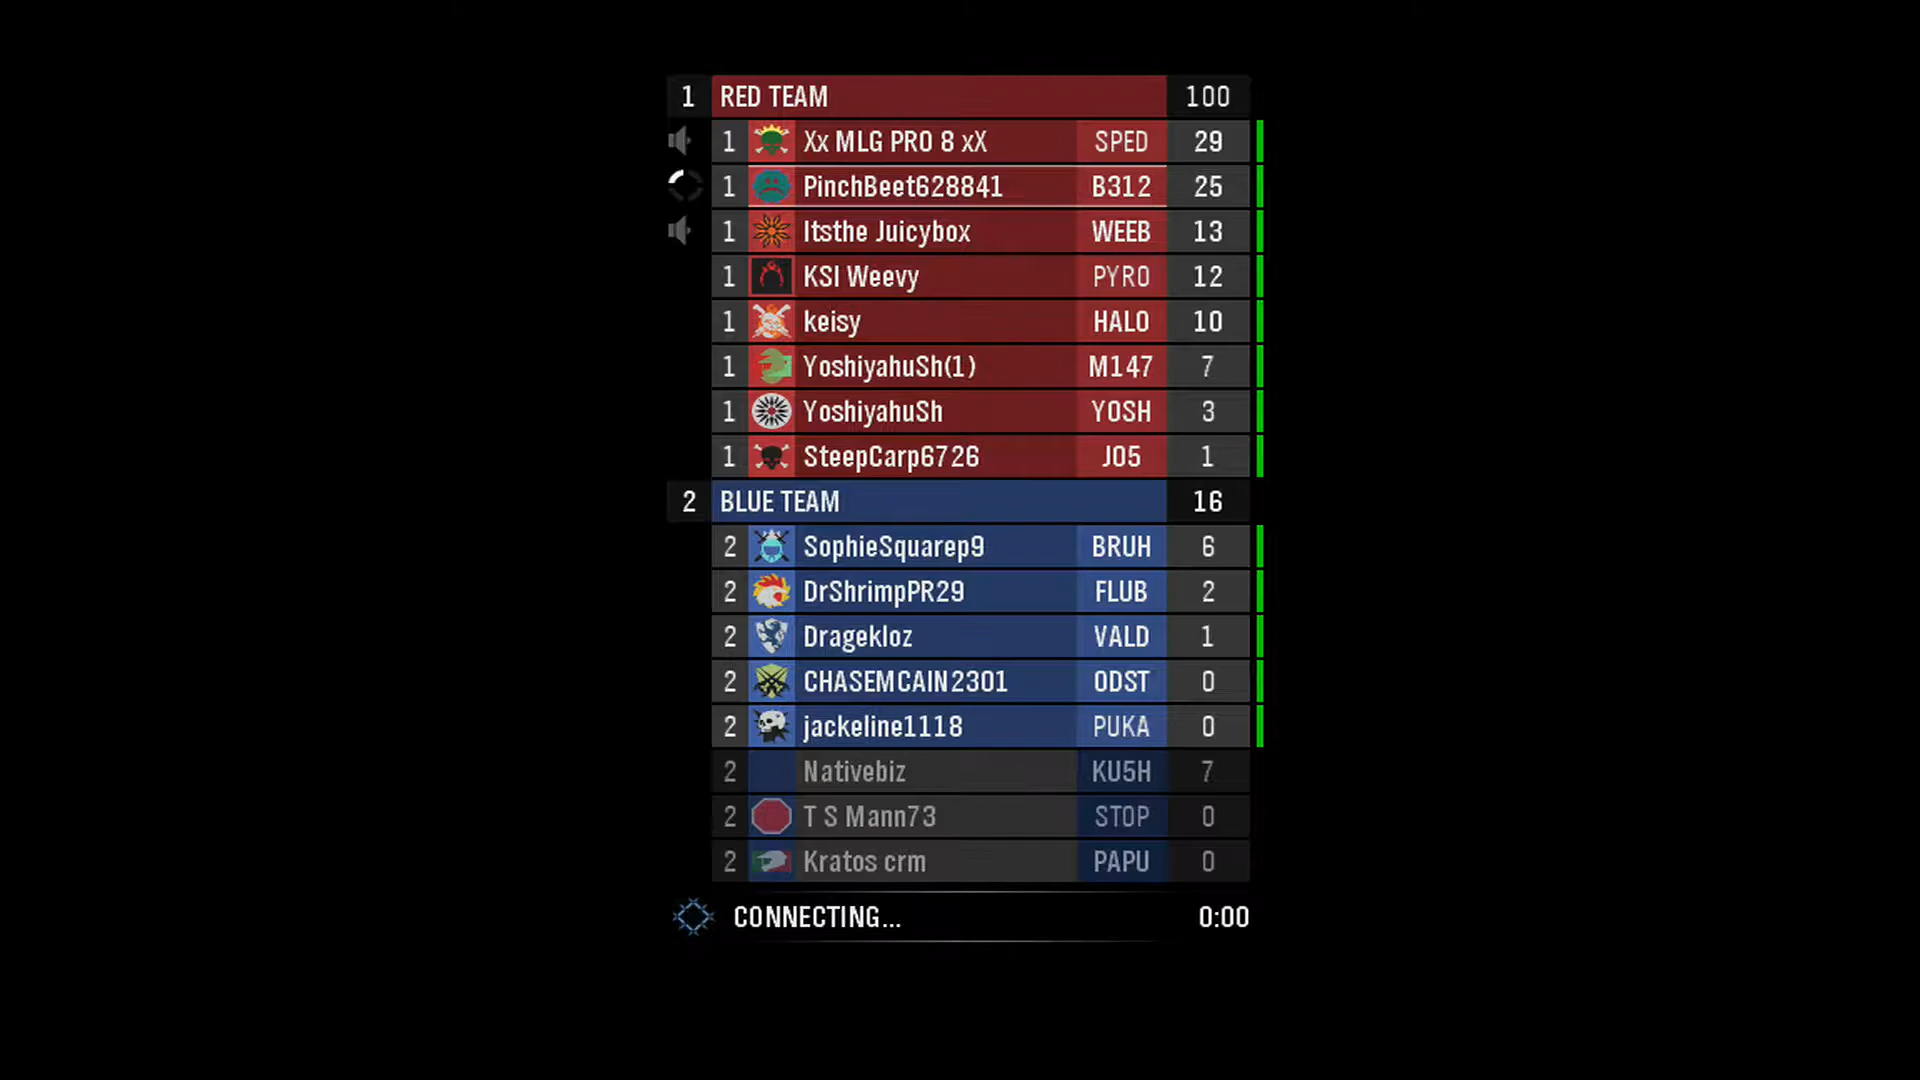 1 RED TEAM 100
1 Xx MLG PRO 8 xX SPED 29
1 PinchBeet628841 B312 25
1 Itsthe Juicybox WEEB 13
1 KSI Weevy PYRO 12
1 keisy HALO 10
1 YoshiyahuSh(1) M147 7
1 YoshiyahuSh YOSH 3
1 SteepCarp6726 J05 1
2 BLUE TEAM 16
2 SophieSquarep9 BRUH 6
2 DrShrimpPR29 FLUB 2
2 Dragekloz VALD 1
2 CHASEMCAIN2301 ODST 0
2 jackeline1118 PUKA 0
2 Nativebiz KU5H 7
2 T S Mann73 STOP 0
2 Kratos crm PAPU 0
CONNECTING... 0:00